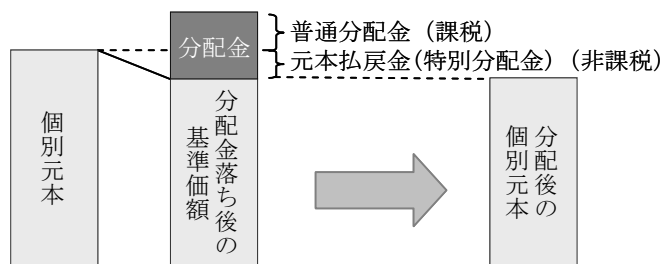 分配金
普通分配金 (課税)
元本払戻金(特別分配金) (非課税)
個別元本
分配金落ち後の
基準価額
分配後の
個別元本